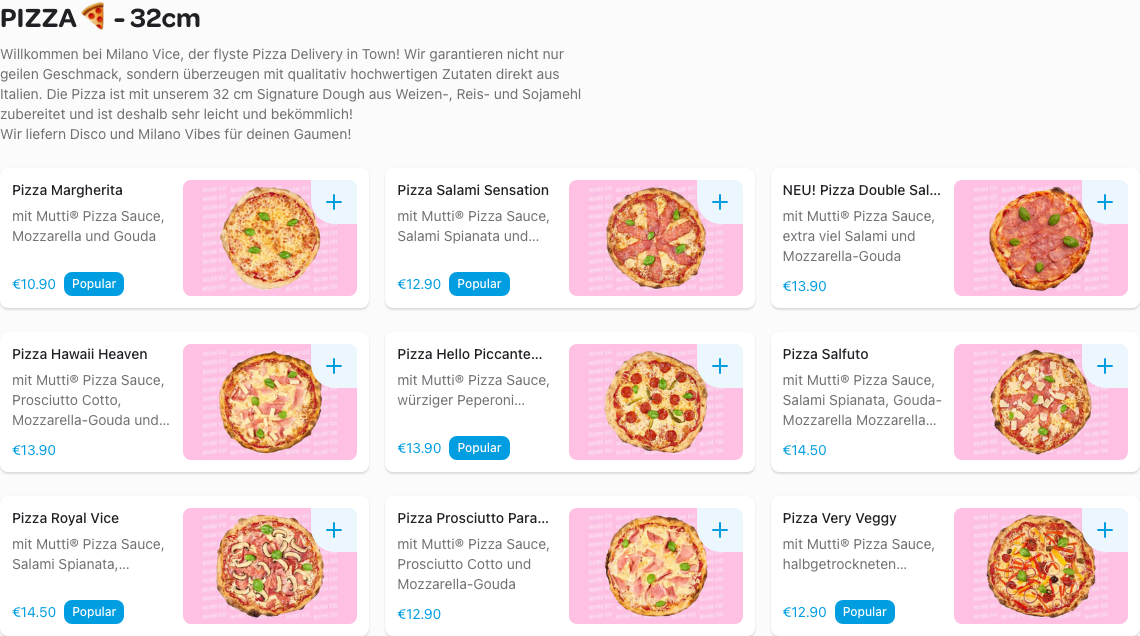 PIZZA🍕 - 32cm
Willkommen bei Milano Vice, der flyste Pizza Delivery in Town! Wir garantieren nicht nur
geilen Geschmack, sondern überzeugen mit qualitativ hochwertigen Zutaten direkt aus
Italien. Die Pizza ist mit unserem 32 cm Signature Dough aus Weizen-, Reis- und Sojamehl
zubereitet und ist deshalb sehr leicht und bekömmlich!
Wir liefern Disco und Milano Vibes für deinen Gaumen!
Pizza Margherita
mit Mutti® Pizza Sauce,
Mozzarella und Gouda
€10.90 Popular
Pizza Salami Sensation
mit Mutti® Pizza Sauce,
Salami Spianata und...
€12.90 Popular
NEU! Pizza Double Sal...
mit Mutti® Pizza Sauce,
extra viel Salami und
Mozzarella-Gouda
€13.90
Pizza Hawaii Heaven
mit Mutti® Pizza Sauce,
Prosciutto Cotto,
Mozzarella-Gouda und...
€13.90
Pizza Hello Piccante...
mit Mutti® Pizza Sauce,
würziger Peperoni...
€13.90 Popular
Pizza Salfuto
mit Mutti® Pizza Sauce,
Salami Spianata, Gouda-
Mozzarella Mozzarella...
€14.50
Pizza Royal Vice
mit Mutti® Pizza Sauce,
Salami Spianata,...
€14.50 Popular
Pizza Prosciutto Para...
mit Mutti® Pizza Sauce,
Prosciutto Cotto und
Mozzarella-Gouda
€12.90
Pizza Very Veggy
mit Mutti® Pizza Sauce,
halbgetrockneten...
€12.90 Popular